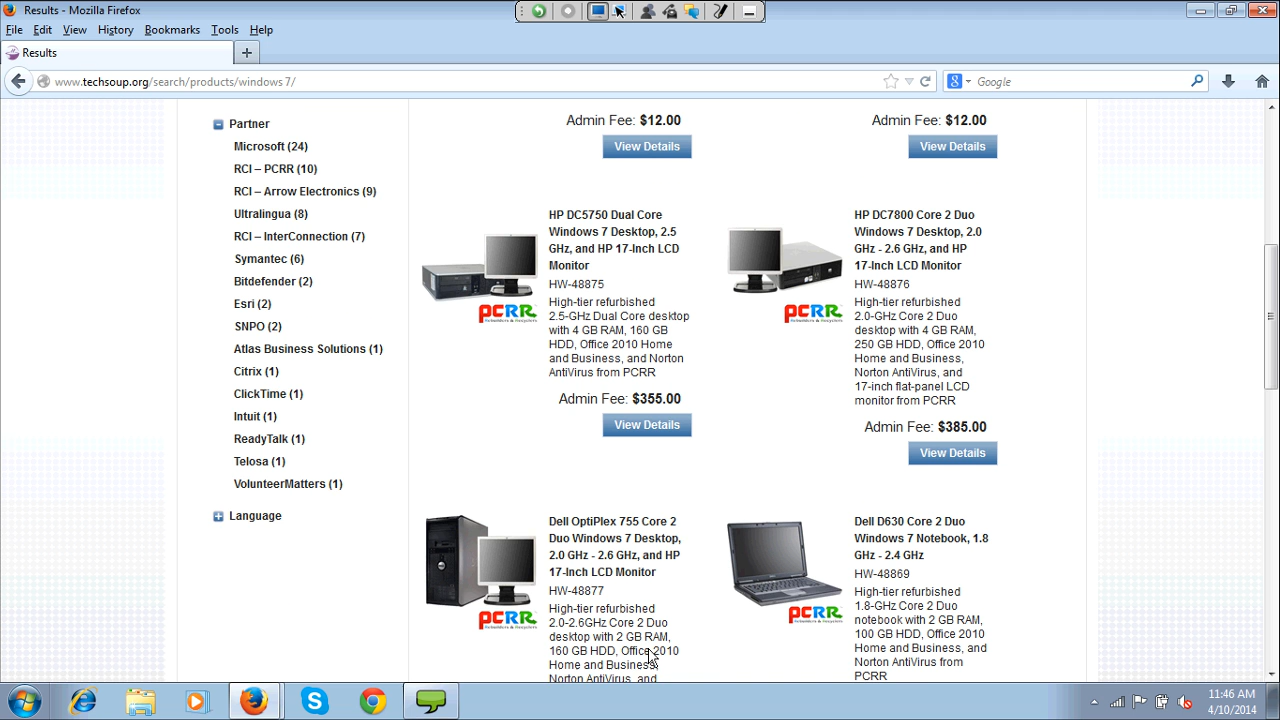 Results - Mozilla Firefox
File Edit View History Bookmarks Tools Help
Results
www.techsoup.org/search/products/windows 7/
Google
Partner
Microsoft (24)
RCI – PCRR (10)
RCI – Arrow Electronics (9)
Ultralingua (8)
RCI – InterConnection (7)
Symantec (6)
Bitdefender (2)
Esri (2)
SNPO (2)
Atlas Business Solutions (1)
Citrix (1)
ClickTime (1)
Intuit (1)
ReadyTalk (1)
Telosa (1)
VolunteerMatters (1)
Language
Admin Fee: $12.00
View Details
Admin Fee: $12.00
View Details
HP DC5750 Dual Core
Windows 7 Desktop, 2.5
GHz, and HP 17-Inch LCD
Monitor
HW-48875
High-tier refurbished
2.5-GHz Dual Core desktop
with 4 GB RAM, 160 GB
HDD, Office 2010 Home
and Business, and Norton
AntiVirus from PCRR
Admin Fee: $355.00
View Details
PCRR
HP DC7800 Core 2 Duo
Windows 7 Desktop, 2.0
GHz - 2.6 GHz, and HP
17-Inch LCD Monitor
HW-48876
High-tier refurbished
2.0-GHz Core 2 Duo
desktop with 4 GB RAM,
250 GB HDD, Office 2010
Home and Business,
Norton AntiVirus, and
17-inch flat-panel LCD
monitor from PCRR
Admin Fee: $385.00
View Details
PCRR
Dell OptiPlex 755 Core 2
Duo Windows 7 Desktop,
2.0 GHz - 2.6 GHz, and HP
17-Inch LCD Monitor
HW-48877
High-tier refurbished
2.0-2.6GHz Core 2 Duo
desktop with 2 GB RAM,
160 GB HDD, Office 2010
Home and Business,
Norton AntiVirus, and
PCRR
Dell D630 Core 2 Duo
Windows 7 Notebook, 1.8
GHz - 2.4 GHz
HW-48869
High-tier refurbished
1.8-GHz Core 2 Duo
notebook with 2 GB RAM,
100 GB HDD, Office 2010
Home and Business, and
Norton AntiVirus from
PCRR
PCRR
11:46 AM
4/10/2014